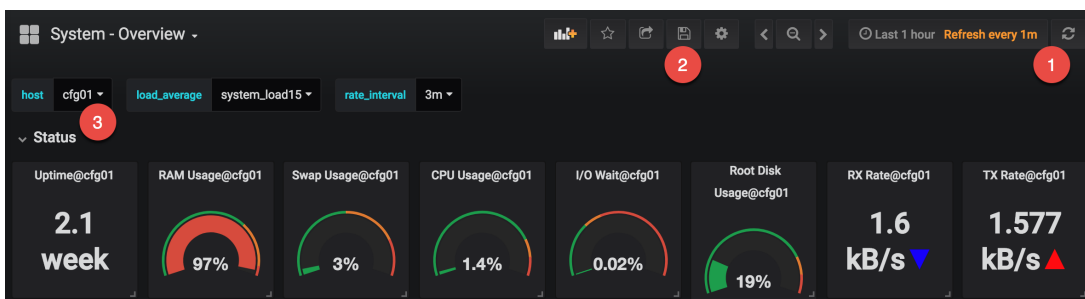 System - Overview
Last 1 hour Refresh every 1m
2
1
host cfg01 load_average system_load15 rate_interval 3m
3
Status
Uptime@cfg01
2.1
week
RAM Usage@cfg01
97%
Swap Usage@cfg01
3%
CPU Usage@cfg01
1.4%
I/O Wait@cfg01
0.02%
Root Disk
Usage@cfg01
19%
RX Rate@cfg01
1.6
kB/s
TX Rate@cfg01
1.577
kB/s